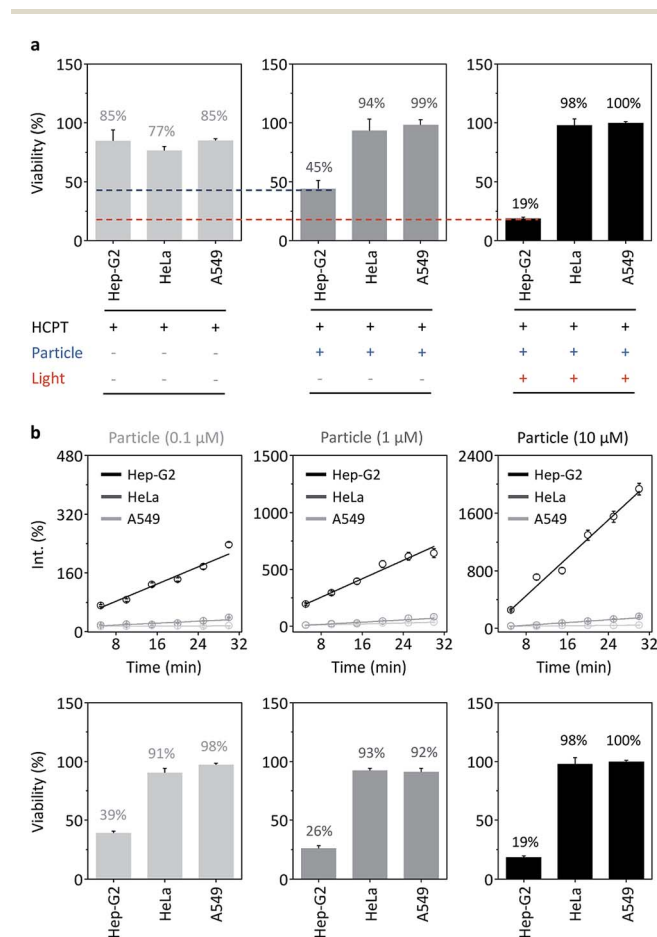 a
150 150 150
100 100 100
50 50 50
0 0 0
Viability (%)
85% 77% 85%
45% 94% 99%
19% 98% 100%
Hep-G2 HeLa A549 Hep-G2 HeLa A549 Hep-G2 HeLa A549
HCPT + + + + + + + + +
Particle - - - + + + + + +
Light - - - - - - + + +
b
Particle (0.1 μM) Particle (1 μM) Particle (10 μM)
480 1500 2400
320 1000 1600
160 500 800
0 0 0
Int. (%)
Hep-G2 Hep-G2 Hep-G2
HeLa HeLa HeLa
A549 A549 A549
8 16 24 32 8 16 24 32 8 16 24 32
Time (min) Time (min) Time (min)
150 150 150
100 100 100
50 50 50
0 0 0
Viability (%)
39% 91% 98%
26% 93% 92%
19% 98% 100%
Hep-G2 HeLa A549 Hep-G2 HeLa A549 Hep-G2 HeLa A549